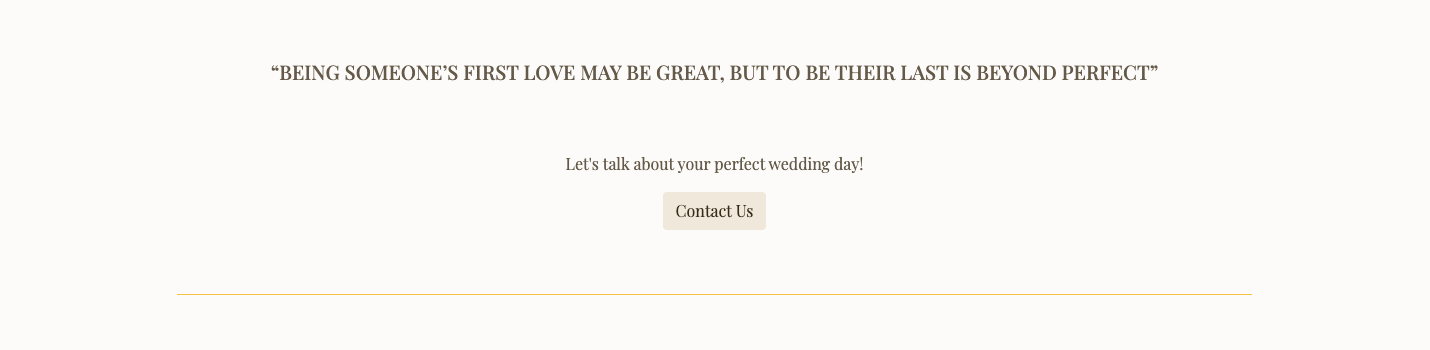 “BEING SOMEONE’S FIRST LOVE MAY BE GREAT, BUT TO BE THEIR LAST IS BEYOND PERFECT”
Let's talk about your perfect wedding day!
Contact Us